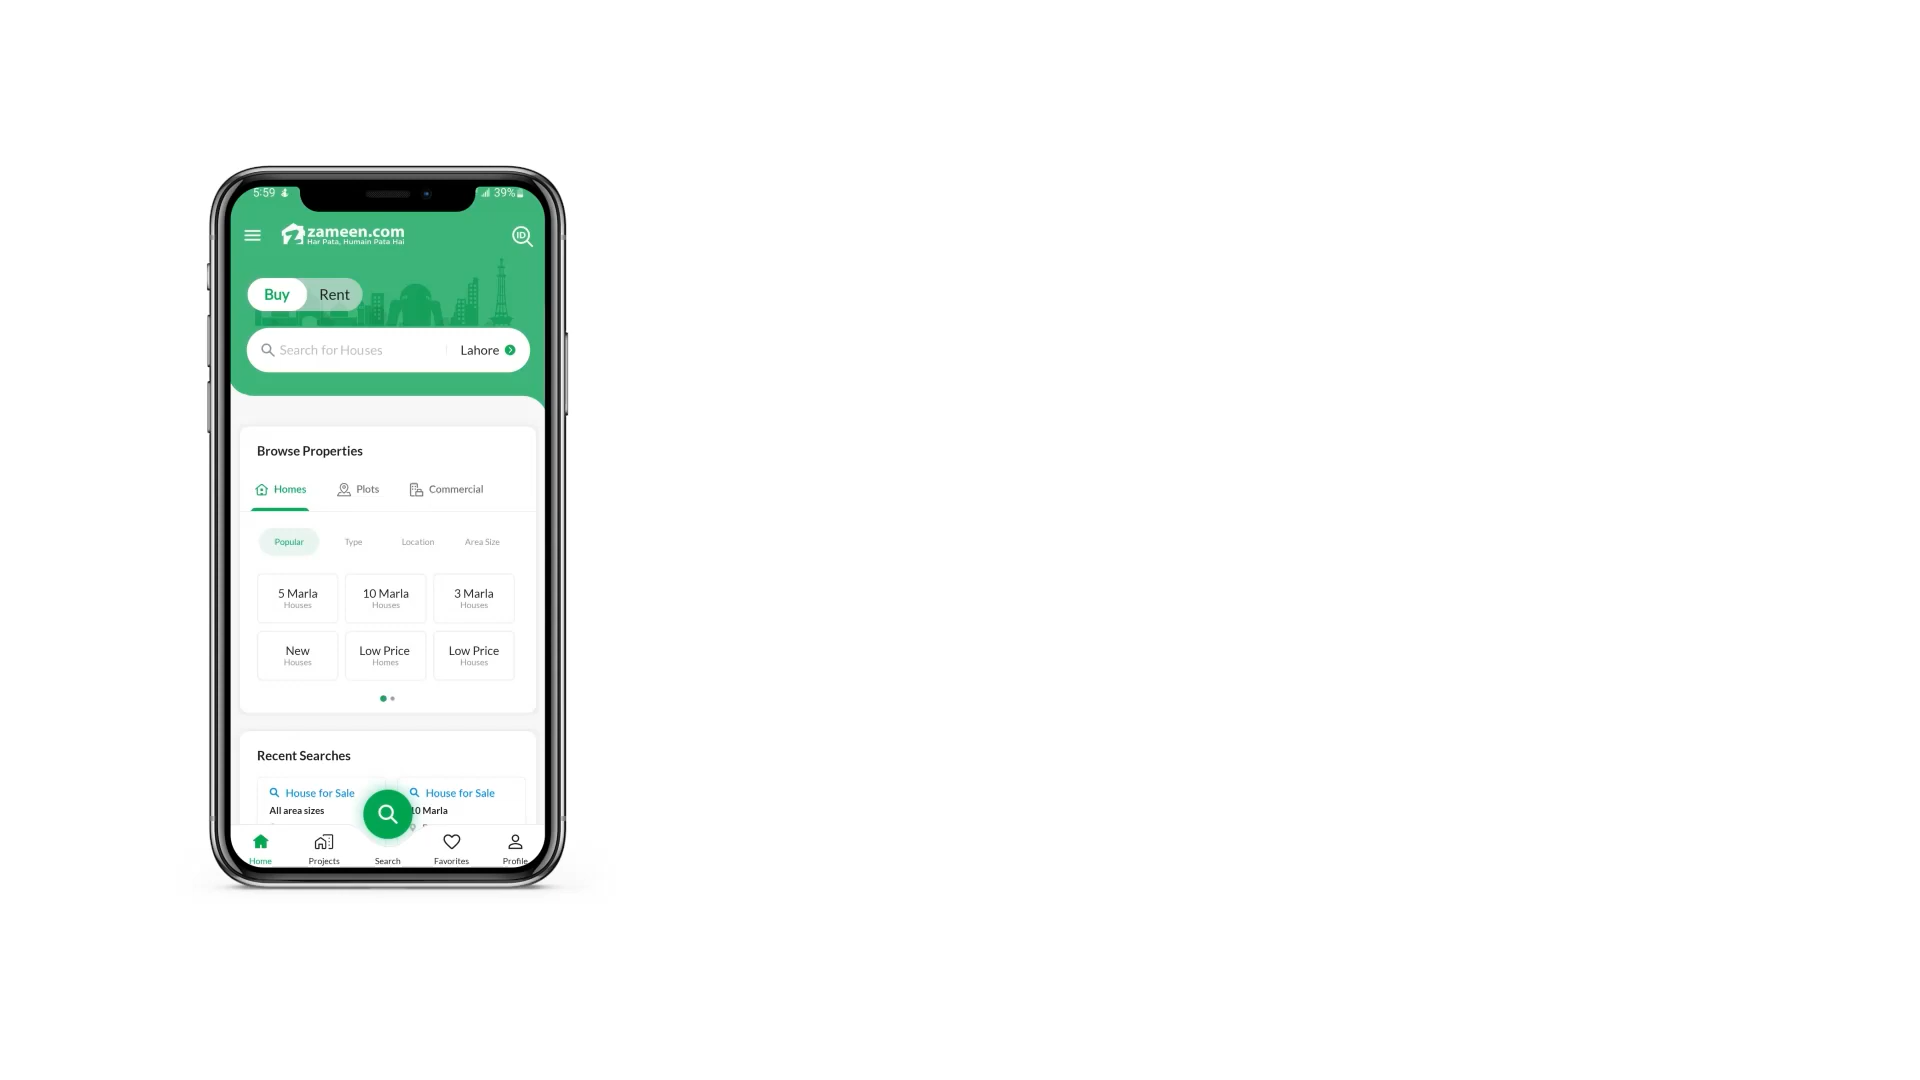 5:59
39%
zameen.com
Har Pata, Humain Pata Hai
ID
Buy Rent
Search for Houses Lahore
Browse Properties
Homes Plots Commercial
Popular Type Location Area Size
5 Marla 10 Marla 3 Marla
Houses Houses Houses
New Low Price Low Price
Houses Homes Houses
Recent Searches
House for Sale House for Sale
All area sizes 10 Marla
Home Projects Search Favorites Profile